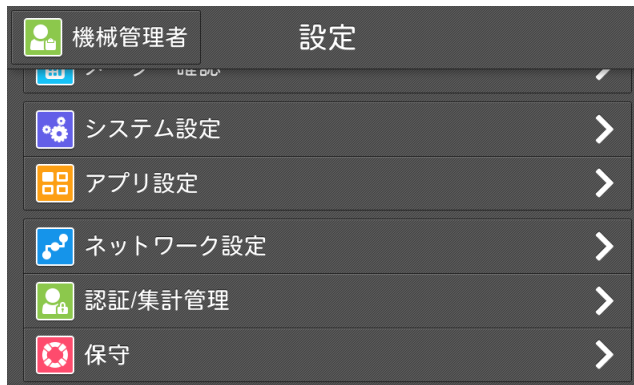 機械管理者
設定
システム設定
アプリ設定
ネットワーク設定
認証/集計管理
保守